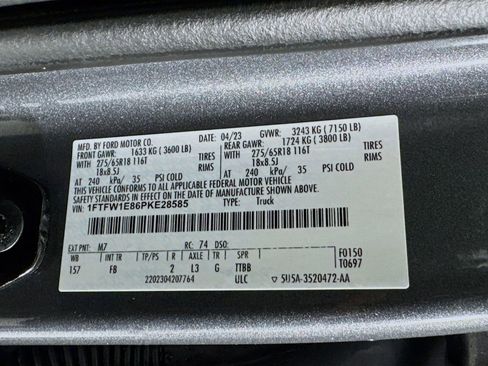 MFD. BY FORD MOTOR CO.
DATE: 04/23 GVWR: 3243 KG ( 7150 LB)
FRONT GAWR: 1633 KG ( 3600 LB) REAR GAWR: 1724 KG ( 3800 LB)
275/65R18 116T TIRES 275/65R18 116T TIRES
18x8.5J RIMS 18x8.5J RIMS
AT 240 kPa/ 35 PSI COLD AT 240 kPa/ 35 PSI COLD
THIS VEHICLE CONFORMS TO ALL APPLICABLE FEDERAL MOTOR VEHICLE
SAFETY STANDARDS IN EFFECT ON THE DATE OF MANUFACTURE SHOWN ABOVE.
VIN: 1FTFW1E86PKE28585 TYPE: Truck
EXT PNT: M7 RC: 74 DSO: F0150
WB BRK INT TR TP/PS R AXLE TR SPR T0697
157 FB 2 L3 G TTBB
2202304207764 ULC 5U5A-3520472-AA